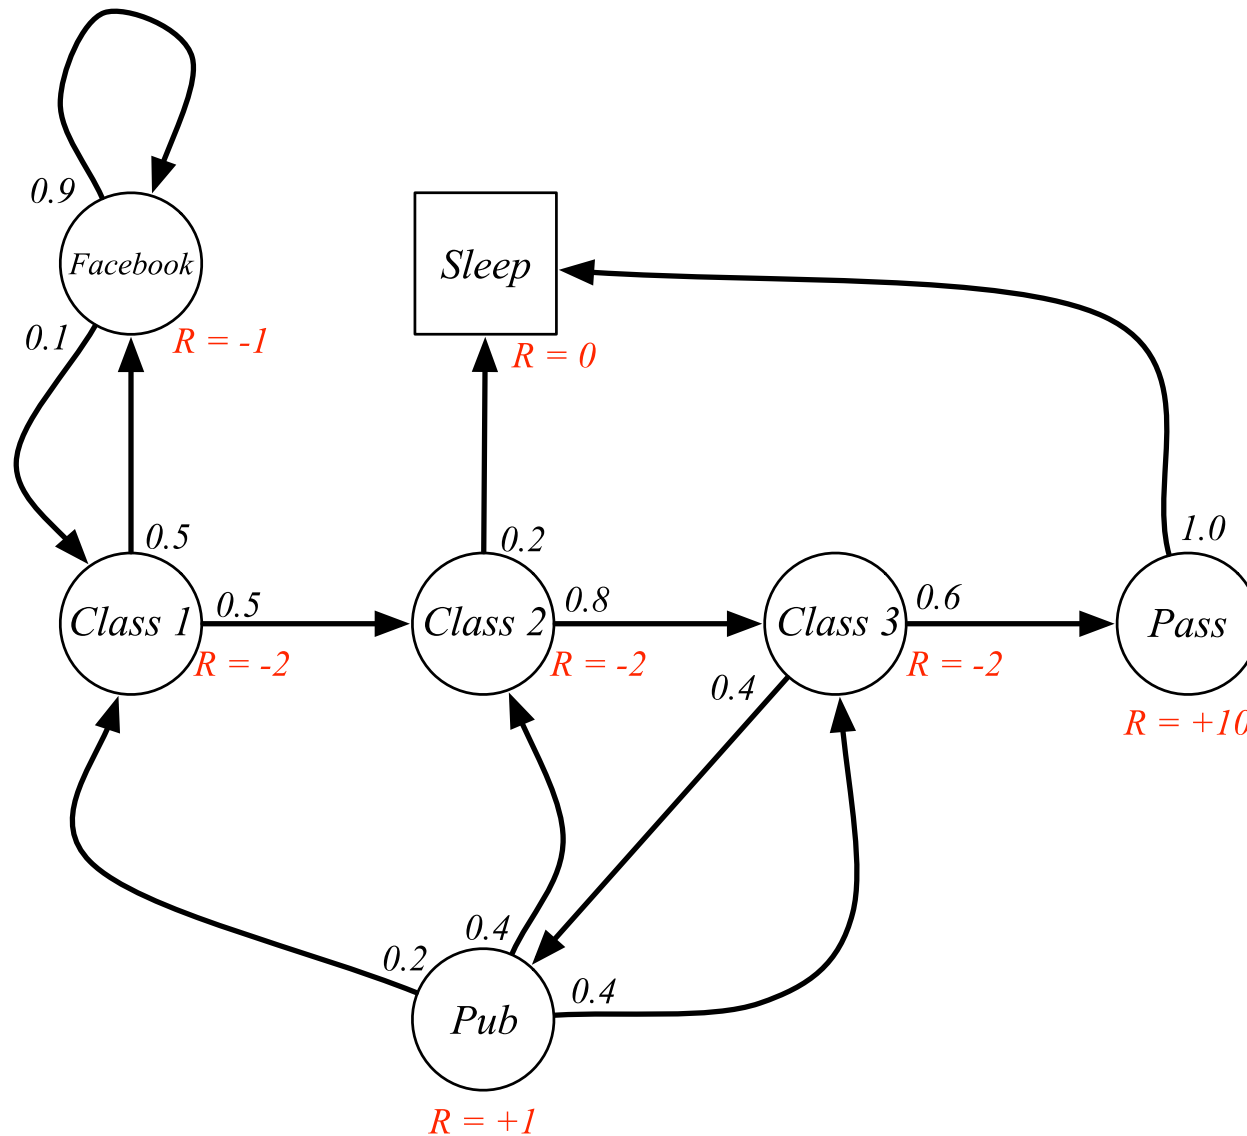 0.9
Facebook
Sleep
0.1
R = -1
R = 0
0.5
0.2
1.0
0.5
0.8
0.6
Class 1
Class 2
Class 3
Pass
R = -2
R = -2
R = -2
0.4
R = +10
0.4
0.2
0.4
Pub
R = +1